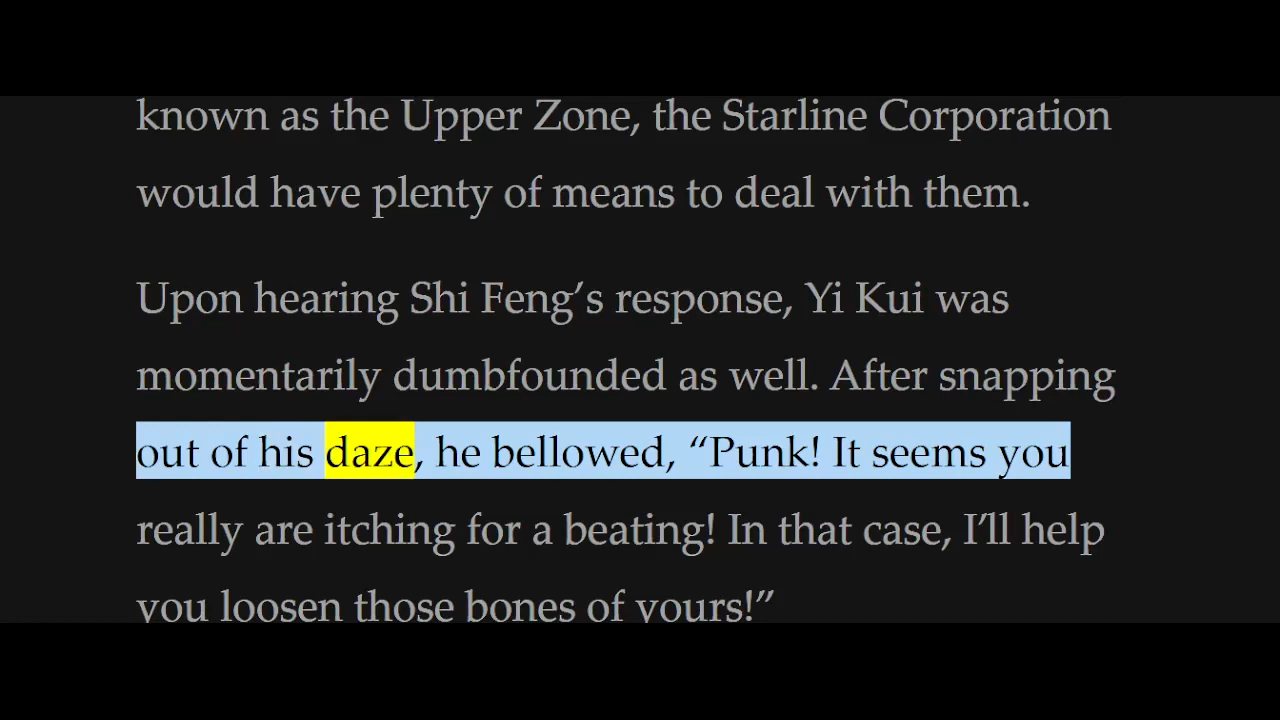 known as the Upper Zone, the Starline Corporation
would have plenty of means to deal with them.
Upon hearing Shi Feng’s response, Yi Kui was
momentarily dumbfounded as well. After snapping
out of his daze, he bellowed, “Punk! It seems you
really are itching for a beating! In that case, I’ll help
you loosen those bones of yours!”